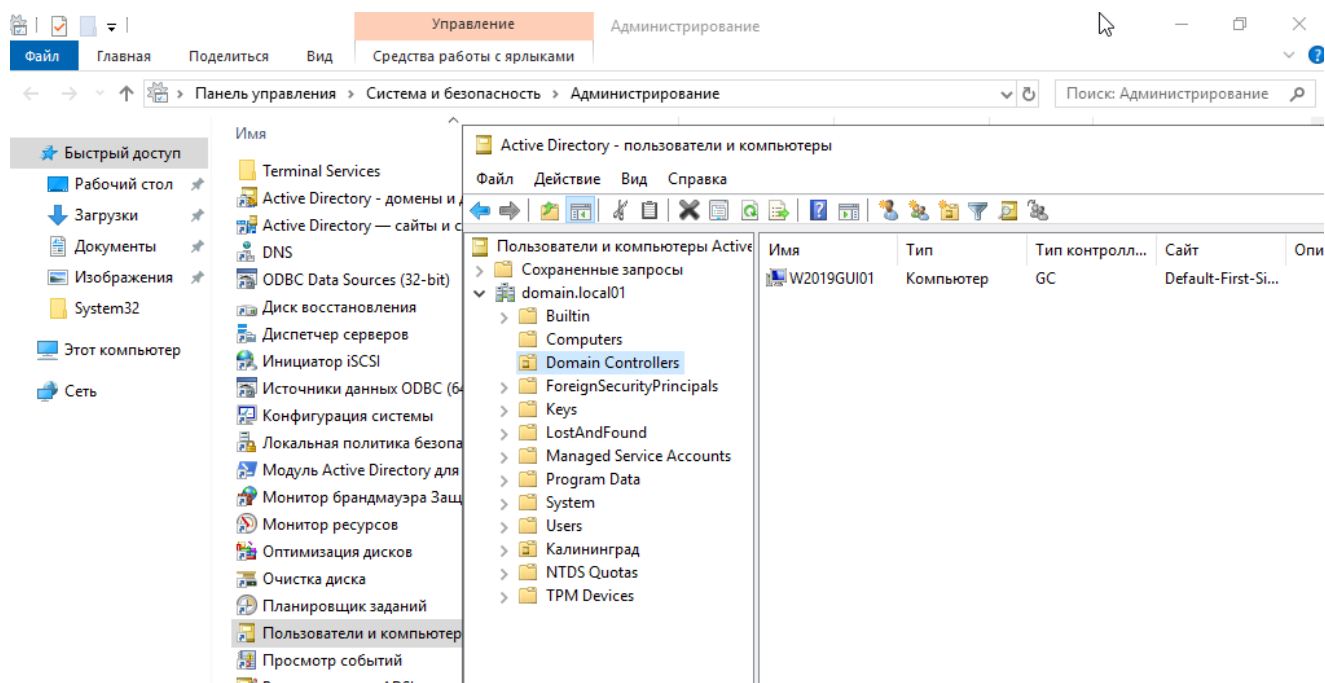 Управление
Администрирование
Файл
Главная
Поделиться
Вид
Средства работы с ярлыками
Панель управления
Система и безопасность
Администрирование
Поиск: Администрирование
Быстрый доступ
Рабочий стол
Загрузки
Документы
Изображения
System32
Этот компьютер
Сеть
Имя
Terminal Services
Active Directory - домены и
Active Directory — сайты и с
DNS
ODBC Data Sources (32-bit)
Диск восстановления
Диспетчер серверов
Инициатор iSCSI
Источники данных ODBC (64
Конфигурация системы
Локальная политика безопа
Модуль Active Directory для
Монитор брандмауэра Защ
Монитор ресурсов
Оптимизация дисков
Очистка диска
Планировщик заданий
Пользователи и компьютер
Просмотр событий
Active Directory - пользователи и компьютеры
Файл Действие Вид Справка
Пользователи и компьютеры Active
Сохраненные запросы
domain.local01
Builtin
Computers
Domain Controllers
ForeignSecurityPrincipals
Keys
LostAndFound
Managed Service Accounts
Program Data
System
Users
Калининград
NTDS Quotas
TPM Devices
Имя Тип Тип контролл... Сайт Опи
W2019GUI01 Компьютер GC Default-First-Si...